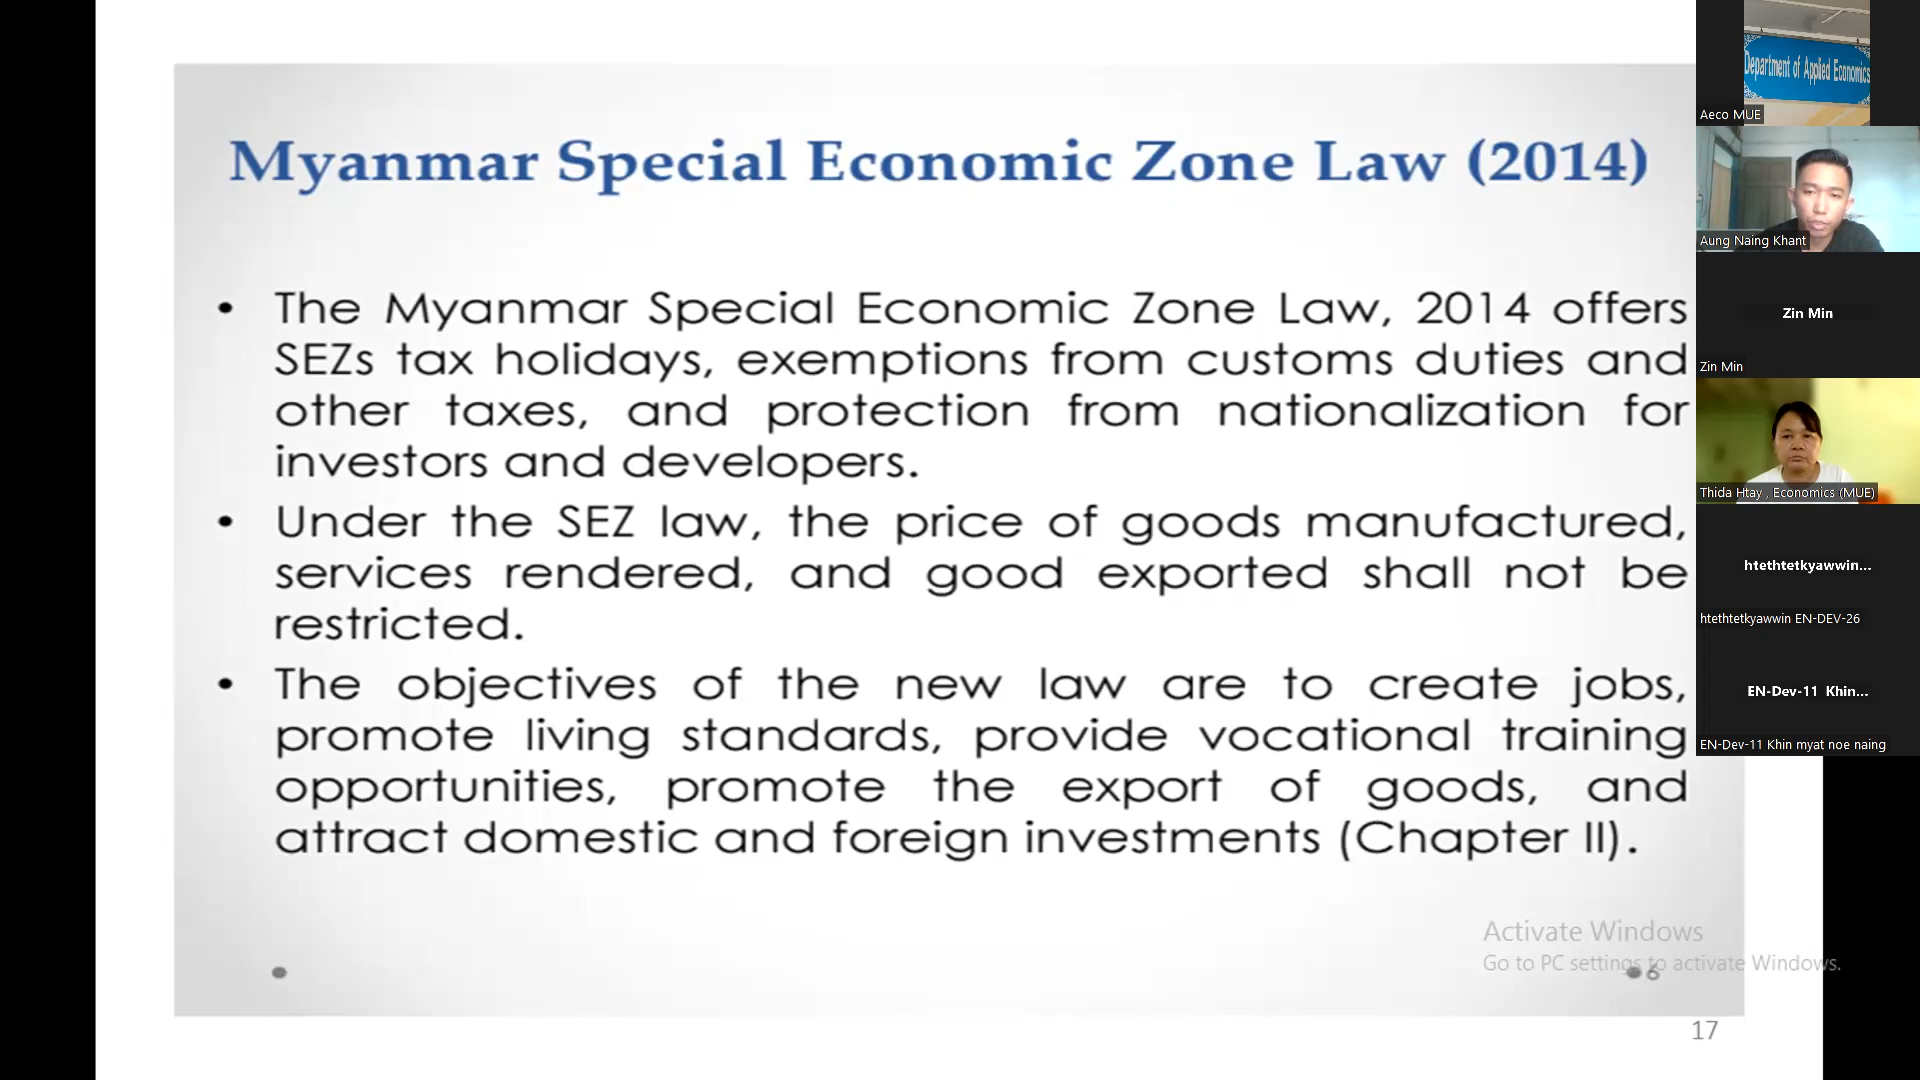 Myanmar Special Economic Zone Law (2014)
• The Myanmar Special Economic Zone Law, 2014 offers
SEZs tax holidays, exemptions from customs duties and
other taxes, and protection from nationalization for
investors and developers.
• Under the SEZ law, the price of goods manufactured,
services rendered, and good exported shall not be
restricted.
• The objectives of the new law are to create jobs,
promote living standards, provide vocational training
opportunities, promote the export of goods, and
attract domestic and foreign investments (Chapter II).
6
17
Activate Windows
Go to PC settings to activate Windows.
Department of Applied Economics
Aeco MUE
Aung Naing Khant
Zin Min
Zin Min
Thida Htay , Economics (MUE)
htethtetkyawwin...
htethtetkyawwin EN-DEV-26
EN-Dev-11 Khin...
EN-Dev-11 Khin myat noe naing